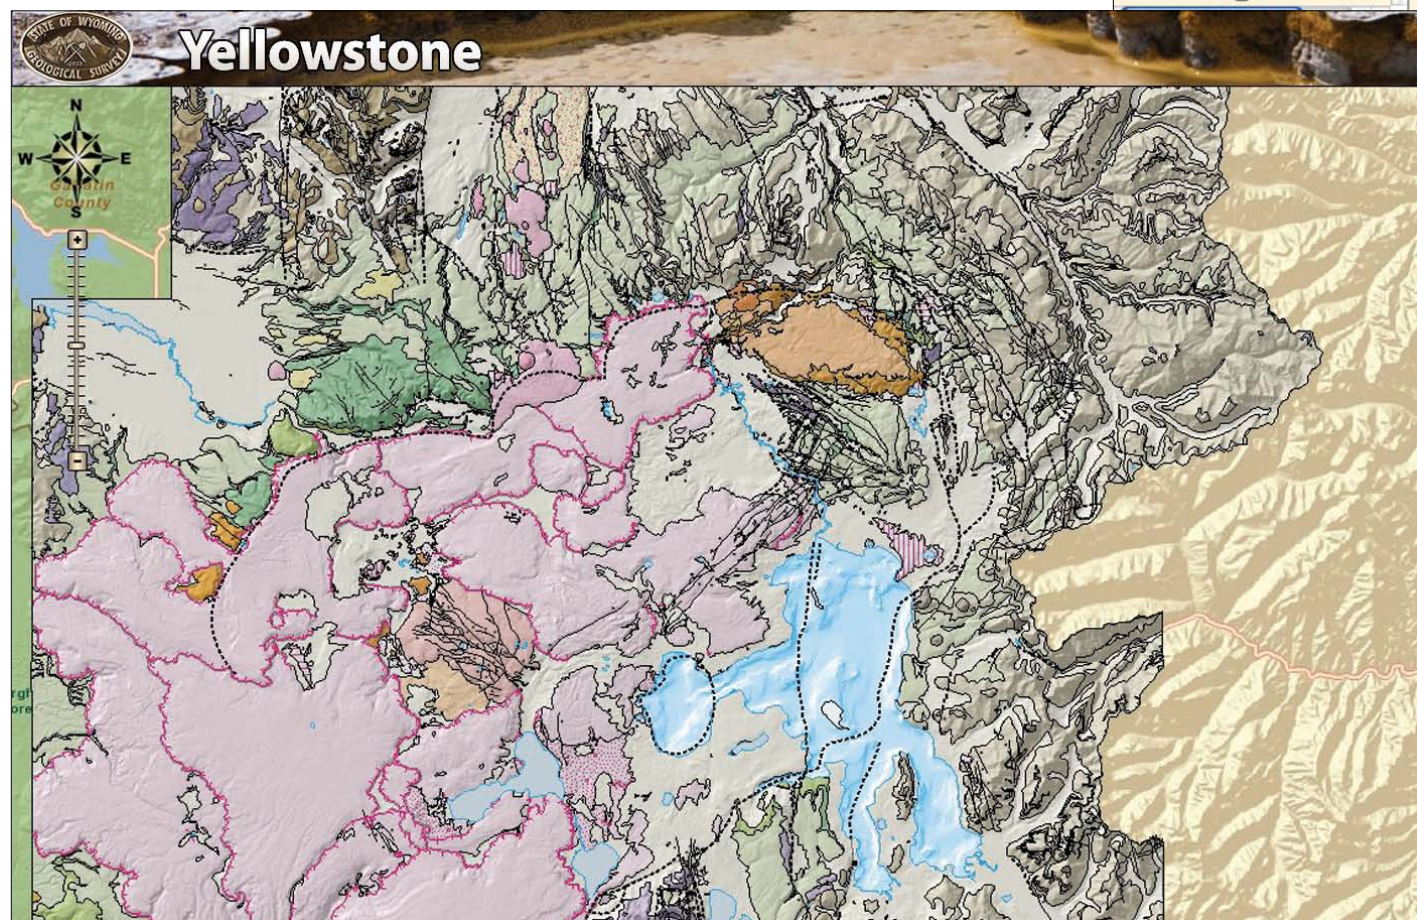 STATE OF WYOMING
GEOLOGICAL SURVEY
Yellowstone
N
W E
S
Gallatin
County
+
-